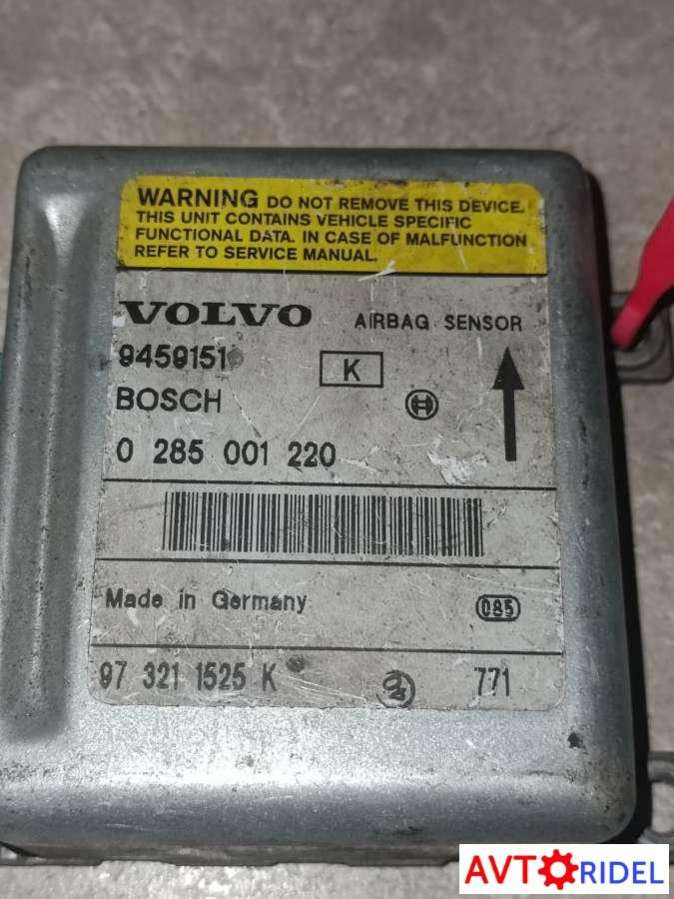 WARNING DO NOT REMOVE THIS DEVICE.
THIS UNIT CONTAINS VEHICLE SPECIFIC
FUNCTIONAL DATA. IN CASE OF MALFUNCTION
REFER TO SERVICE MANUAL.
VOLVO AIRBAG SENSOR
9459151
K
BOSCH
0 285 001 220
Made in Germany 085
97 321 1525 K 771
AVTORIDEL